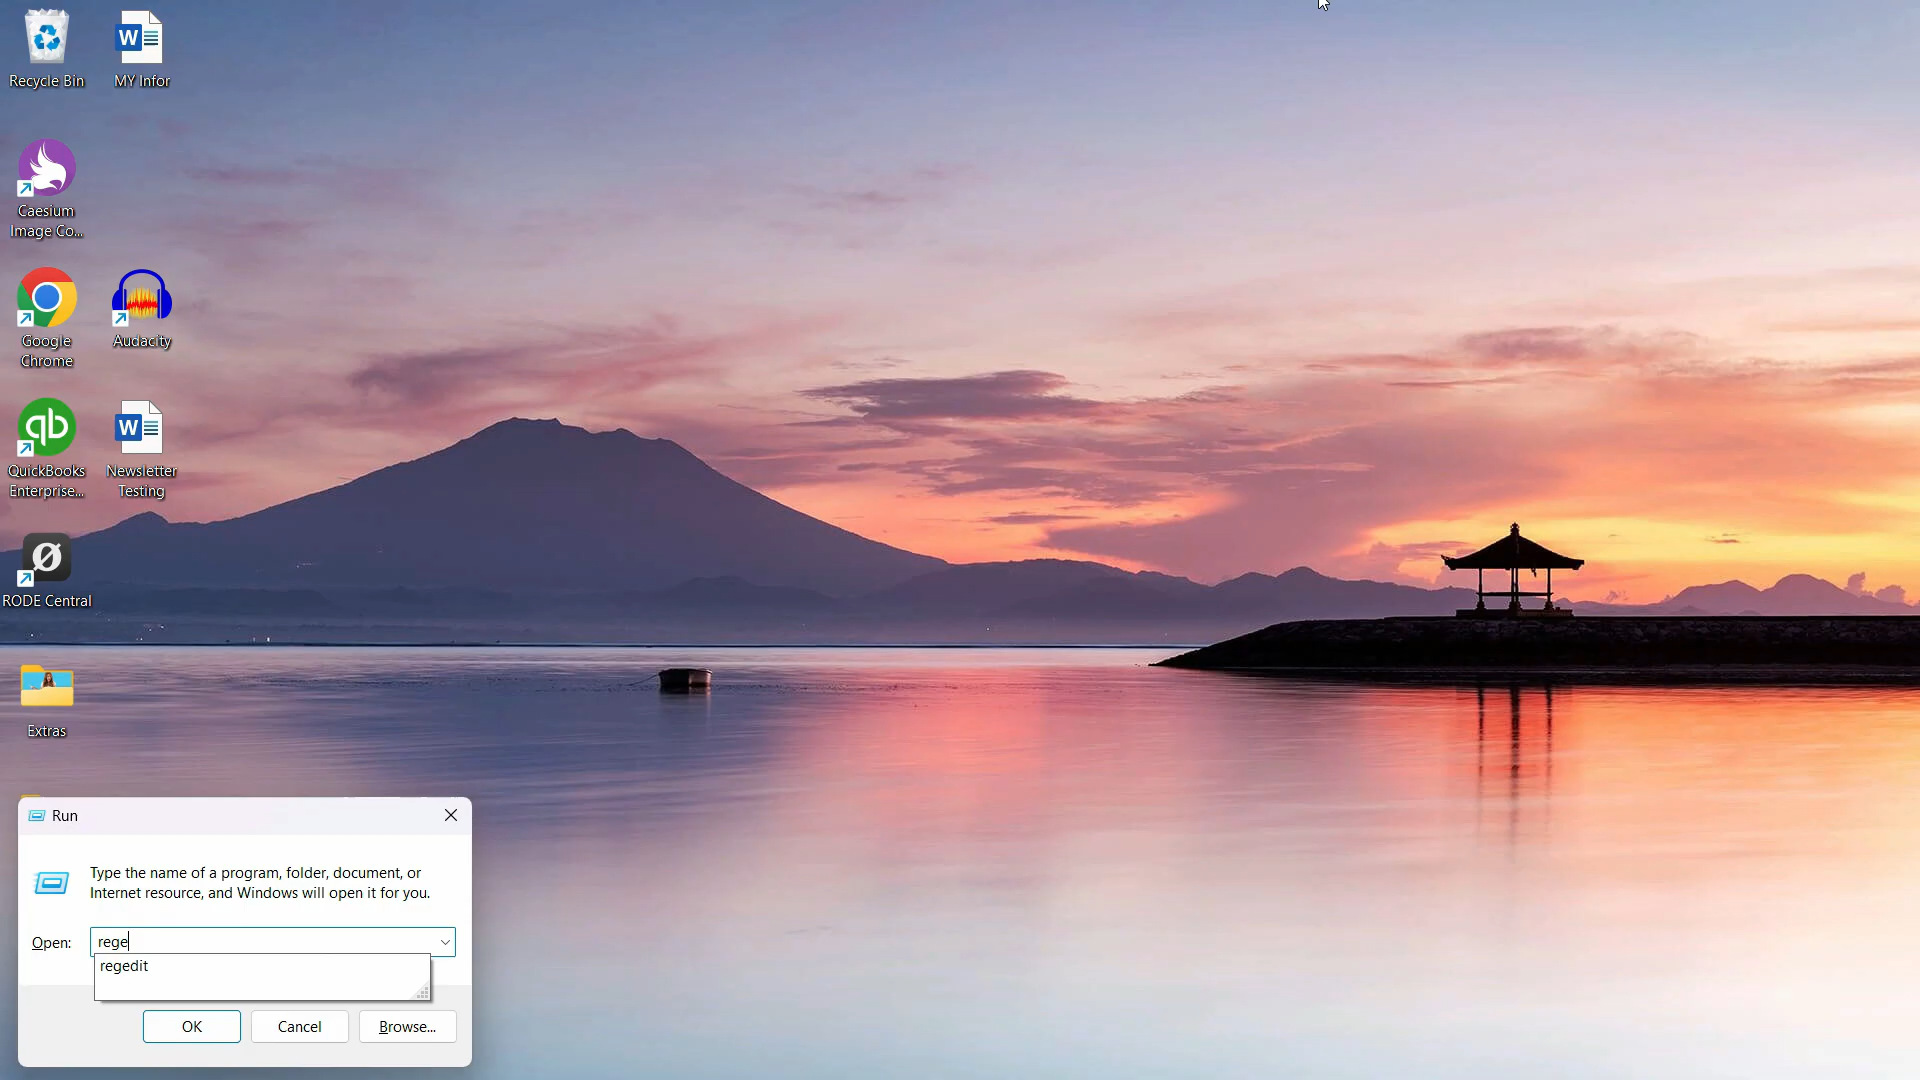 Recycle Bin
MY Infor
Caesium
Image Co...
Google
Chrome
Audacity
QuickBooks
Enterprise...
Newsletter
Testing
RODE Central
Extras
Run
Type the name of a program, folder, document, or
Internet resource, and Windows will open it for you.
Open:
rege
regedit
OK
Cancel
Browse...